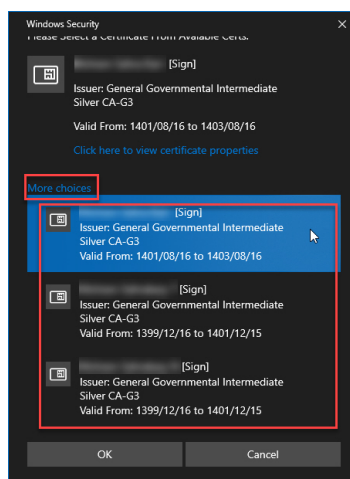 Windows Security
Please Select a Certificate From Available Certs.
[Sign]
Issuer: General Governmental Intermediate
Silver CA-G3
Valid From: 1401/08/16 to 1403/08/16
Click here to view certificate properties
More choices
[Sign]
Issuer: General Governmental Intermediate
Silver CA-G3
Valid From: 1401/08/16 to 1403/08/16
[Sign]
Issuer: General Governmental Intermediate
Silver CA-G3
Valid From: 1399/12/16 to 1401/12/15
[Sign]
Issuer: General Governmental Intermediate
Silver CA-G3
Valid From: 1399/12/16 to 1401/12/15
OK Cancel